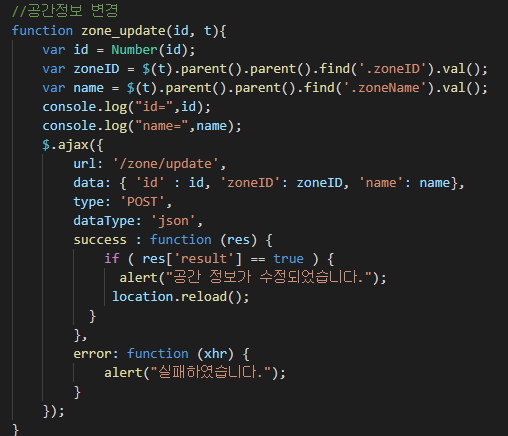 //공간정보 변경
function zone_update(id, t){
    var id = Number(id);
    var zoneID = $(t).parent().parent().find('.zoneID').val();
    var name = $(t).parent().parent().find('.zoneName').val();
    console.log("id=",id);
    console.log("name=",name);
    $.ajax({
        url: '/zone/update',
        data: { 'id' : id, 'zoneID': zoneID, 'name': name},
        type: 'POST',
        dataType: 'json',
        success : function (res) {
            if ( res['result'] == true ) {
              alert("공간 정보가 수정되었습니다.");
             location.reload();
          }
        },
        error: function (xhr) {
            alert("실패하였습니다.");
        }
    });
}